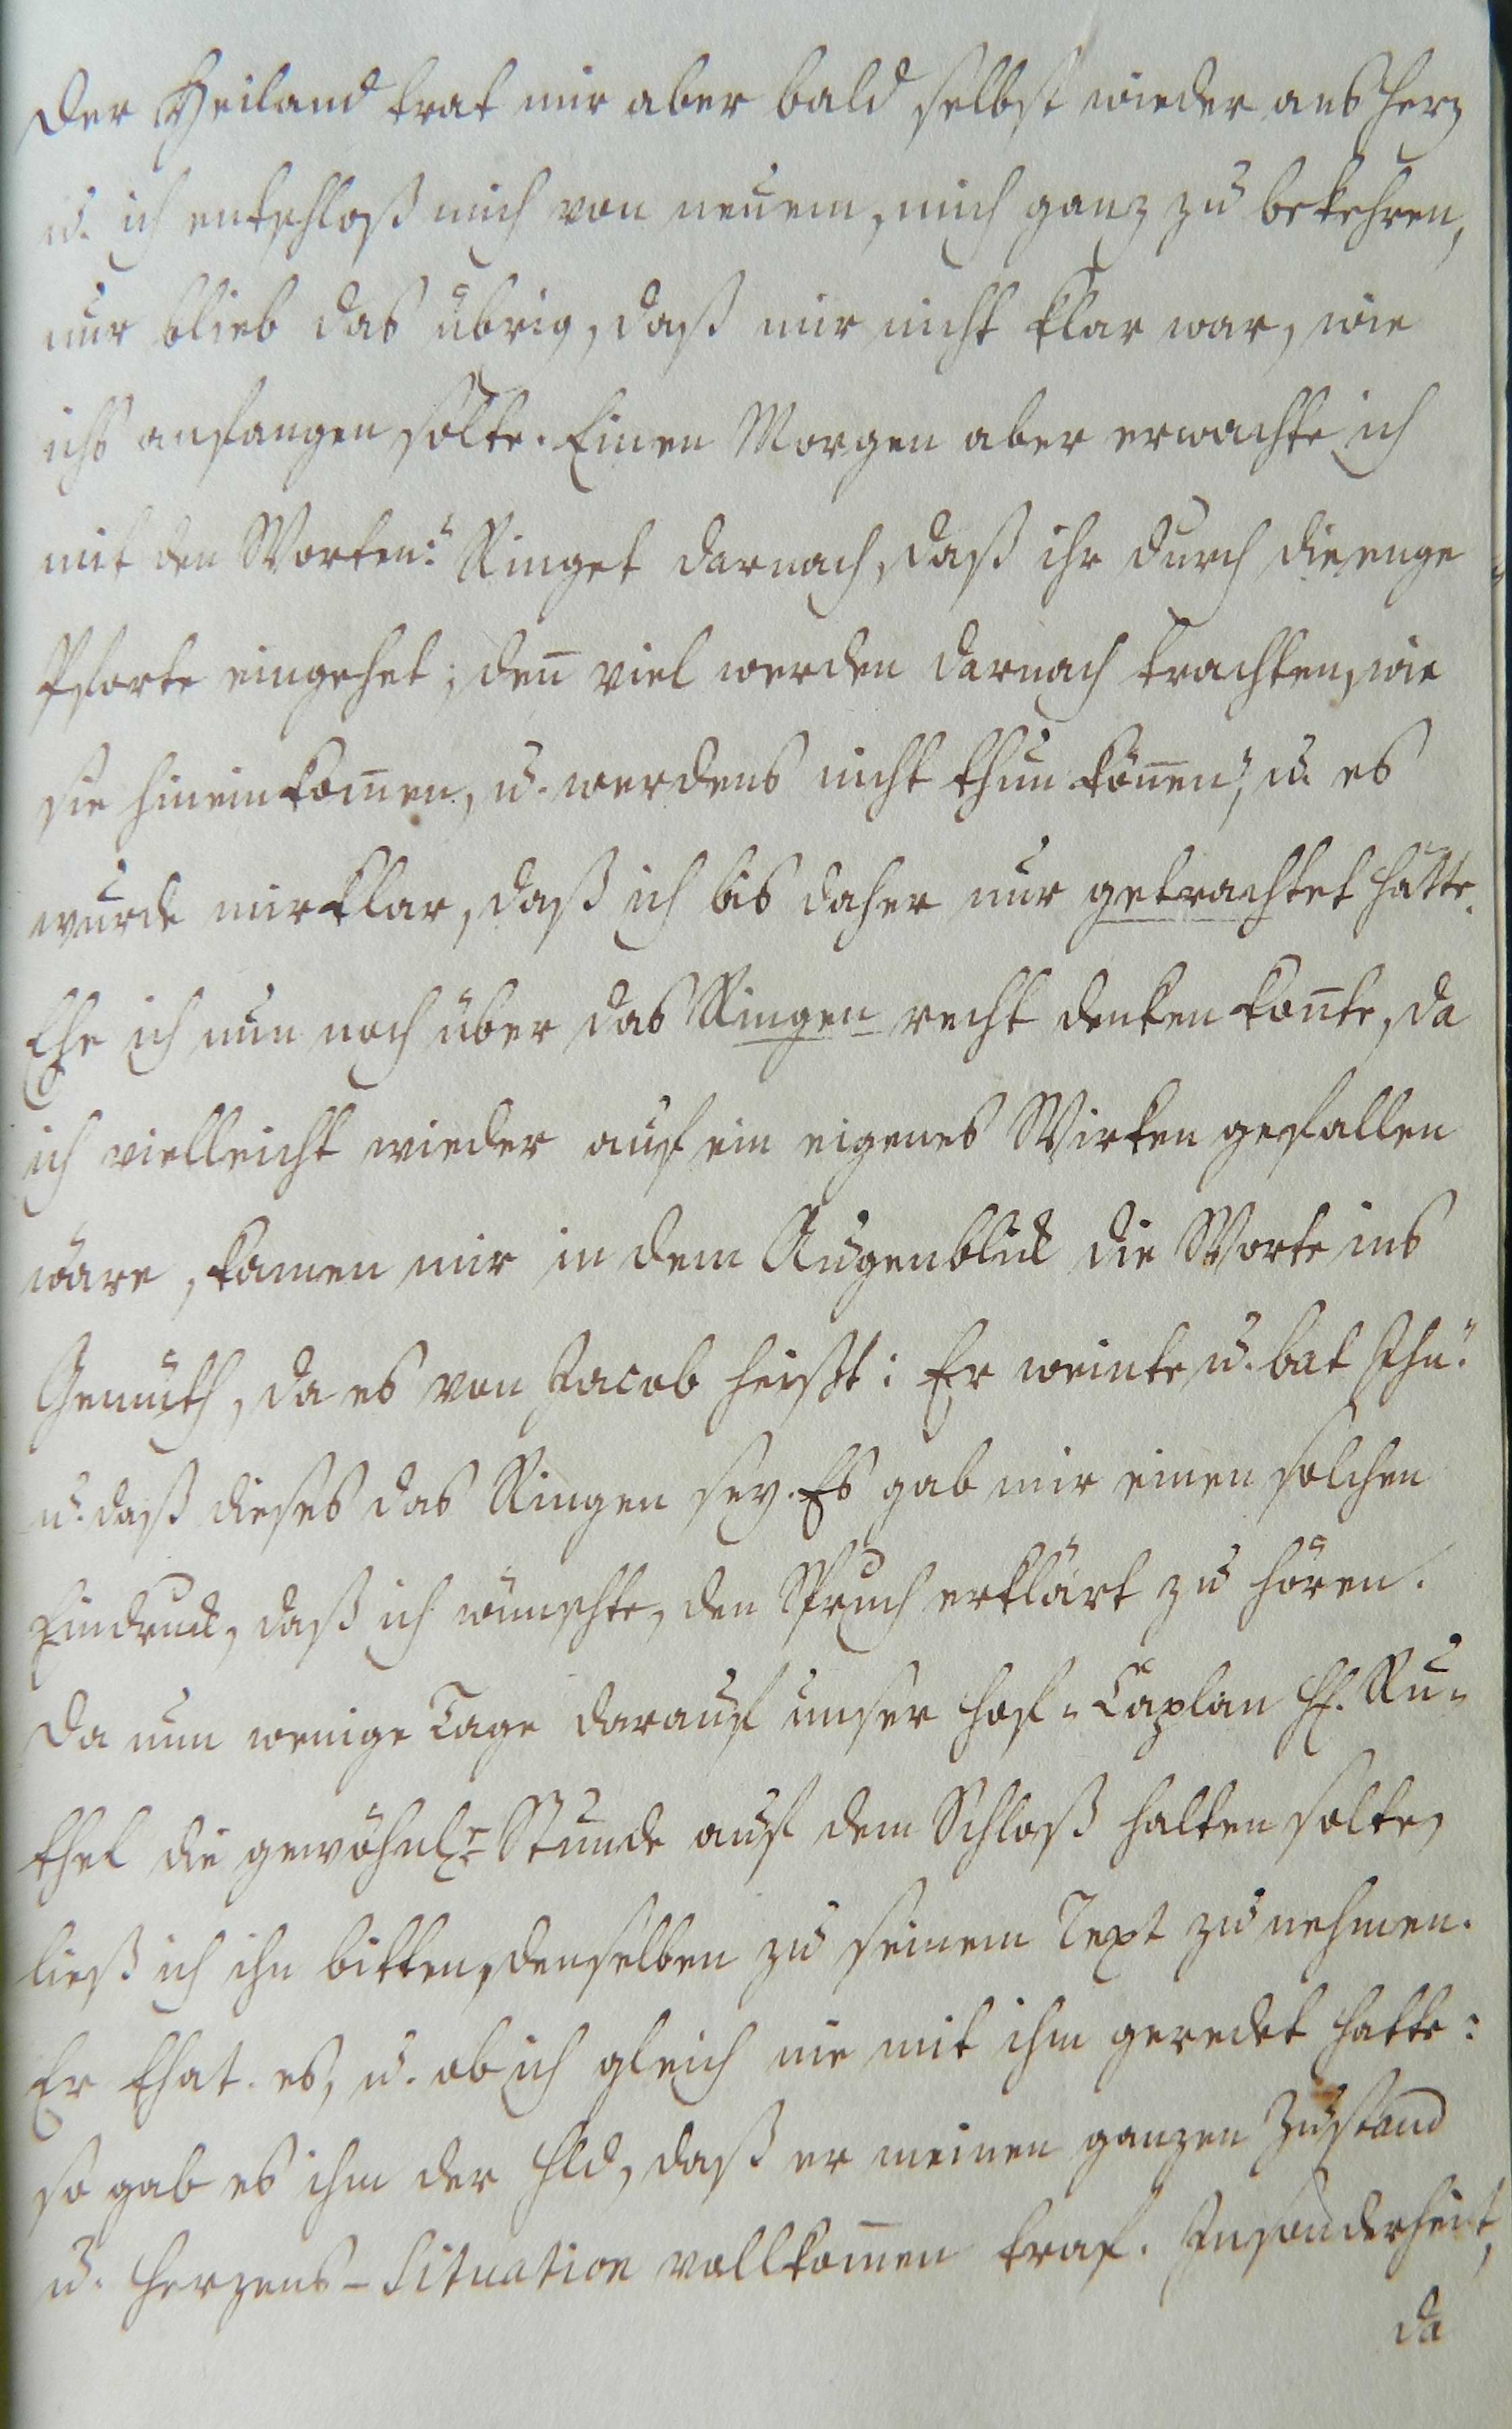 Der Heiland trat mir aber bald selbst wieder ans Herz
u. ich entschloß mich von neuem, mich ganz zu bekehren,
nur blieb das übrig, daß mir nicht klar war, wie
ichs anfangen solte. Einen Morgen aber erwachte ich
mit den Worten: "Ringet darnach, daß ihr durch die enge
Pforte eingehet; deñ viel werden darnach trachten, wie
sie hineinkom̃en, u. werdens nicht thun köñen", u. es
wurde mir klar, daß ich bis daher nur getrachtet hatte.
Ehe ich nun noch über das Ringen recht denken koñte, da
ich vielleicht wieder auf ein eigenes Wirken gefallen
wäre, kamen mir in dem Augenblick die Worte ins
Gemüth, da es von Jacob heißt: Er weinte u. bat Ihn."
u. daß dieses das Ringen sey. Es gab mir einen solchen
Eindruck, daß ich wünschte, den Spruch erklärt zu hören.
Da nun wenige Tage darauf unser Hof-Caplan H. Ru-
thel die gewöhnl. Stunde auf dem Schloß halten solte,
ließ ich ihn bitten, denselben zu seinem Text zu nehmen.
Er that. es, u. ob ich gleich nie mit ihm geredet hatte:
so gab es ihm der Hld, daß er meinen ganzen Zustand
u. Herzens-Situation vollkom̃en traf. Insonderheit,
da